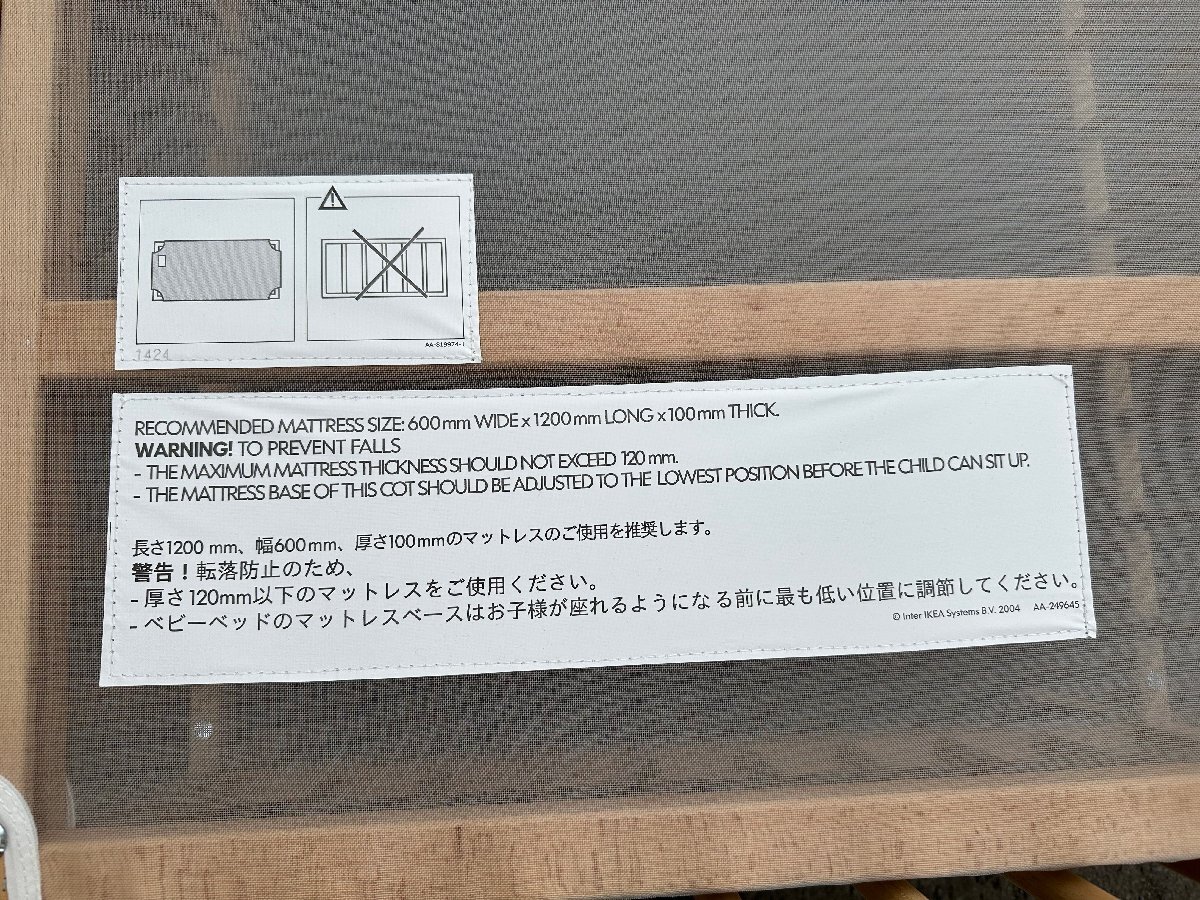 1424
AA-819974-1
RECOMMENDED MATTRESS SIZE: 600mm WIDE x 1200mm LONG x 100mm THICK.
WARNING! TO PREVENT FALLS
- THE MAXIMUM MATTRESS THICKNESS SHOULD NOT EXCEED 120 mm.
- THE MATTRESS BASE OF THIS COT SHOULD BE ADJUSTED TO THE LOWEST POSITION BEFORE THE CHILD CAN SIT UP.
長さ1200 mm、幅600mm、厚さ100mmのマットレスのご使用を推奨します。
警告！転落防止のため、
- 厚さ120mm以下のマットレスをご使用ください。
- ベビーベッドのマットレスベースはお子様が座れるようになる前に最も低い位置に調節してください。
© Inter IKEA Systems B.V. 2004 AA-249645